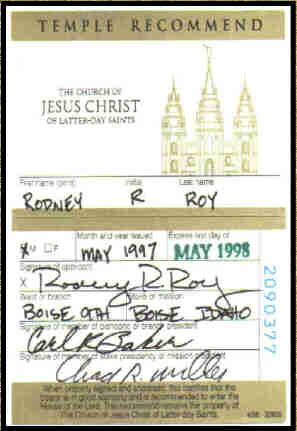 TEMPLE RECOMMEND
THE CHURCH OF
JESUS CHRIST
OF LATTER-DAY SAINTS
First name (print) Initial Last name
RODNEY R ROY
Month and year issued Expires last day of
X M F MAY 1997 MAY 1998
Signature of applicant
X Rodney R. Roy
Ward or branch Stake or mission
BOISE 9TH BOISE IDAHO
Signature of member of bishopric or branch president
Carl K. Baker
Signature of member of stake presidency or mission president
Chad R. Miller
When properly signed and endorsed, this certifies that the
bearer is in good standing and is recommended to enter the
House of the Lord. This recommend remains the property of
The Church of Jesus Christ of Latter-day Saints.
2090377